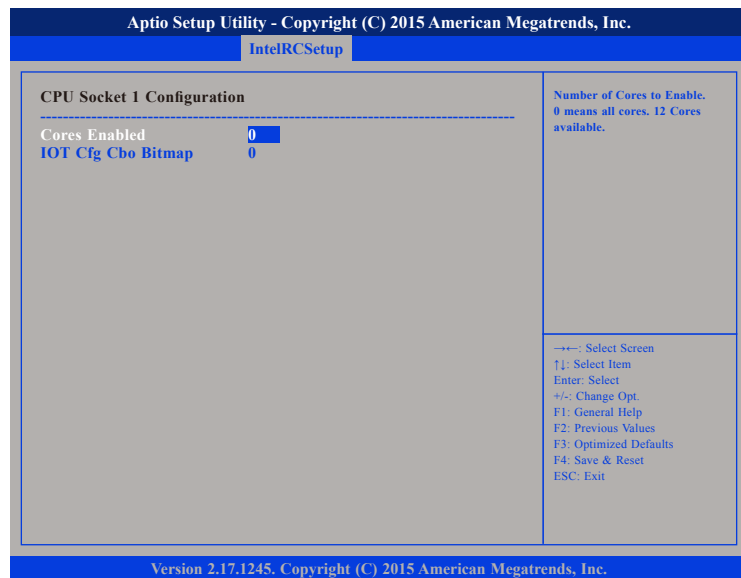 Aptio Setup Utility - Copyright (C) 2015 American Megatrends, Inc.
IntelRCSetup
CPU Socket 1 Configuration
Cores Enabled 0
IOT Cfg Cbo Bitmap 0
Number of Cores to Enable.
0 means all cores. 12 Cores
available.
→←: Select Screen
↑↓: Select Item
Enter: Select
+/-: Change Opt.
F1: General Help
F2: Previous Values
F3: Optimized Defaults
F4: Save & Reset
ESC: Exit
Version 2.17.1245. Copyright (C) 2015 American Megatrends, Inc.